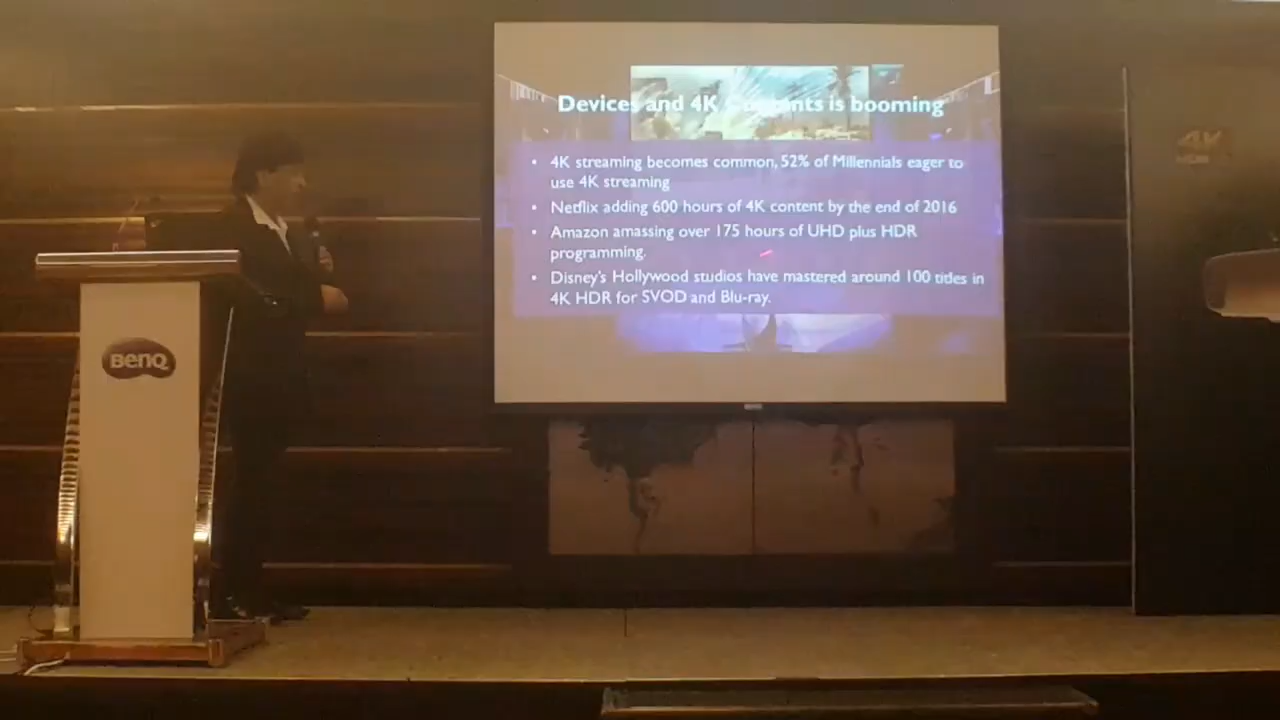 Devices and 4K Contents is booming
• 4K streaming becomes common, 52% of Millennials eager to
use 4K streaming
• Netflix adding 600 hours of 4K content by the end of 2016
• Amazon amassing over 175 hours of UHD plus HDR
programming.
• Disney's Hollywood studios have mastered around 100 titles in
4K HDR for SVOD and Blu-ray.
BenQ
4K